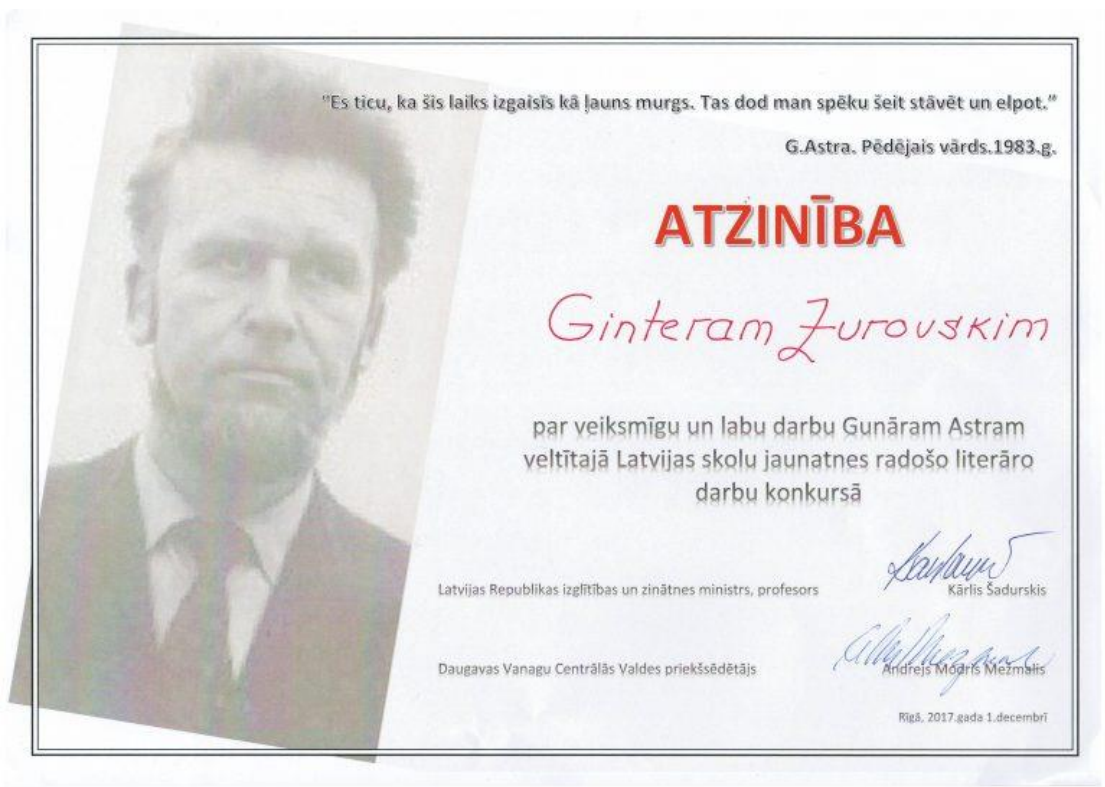 "Es ticu, ka šis laiks izgaisīs kā ļauns murgs. Tas dod man spēku šeit stāvēt un elpot."
G.Astra. Pēdējais vārds.1983.g.
ATZINĪBA
Ginteram Žurovskim
par veiksmīgu un labu darbu Gunāram Astram
veltītajā Latvijas skolu jaunatnes radošo literāro
darbu konkursā
Latvijas Republikas izglītības un zinātnes ministrs, profesors Kārlis Šadurskis
Daugavas Vanagu Centrālās Valdes priekšsēdētājs Andrejs Modris Mežmalis
Rīgā, 2017.gada 1.decembrī